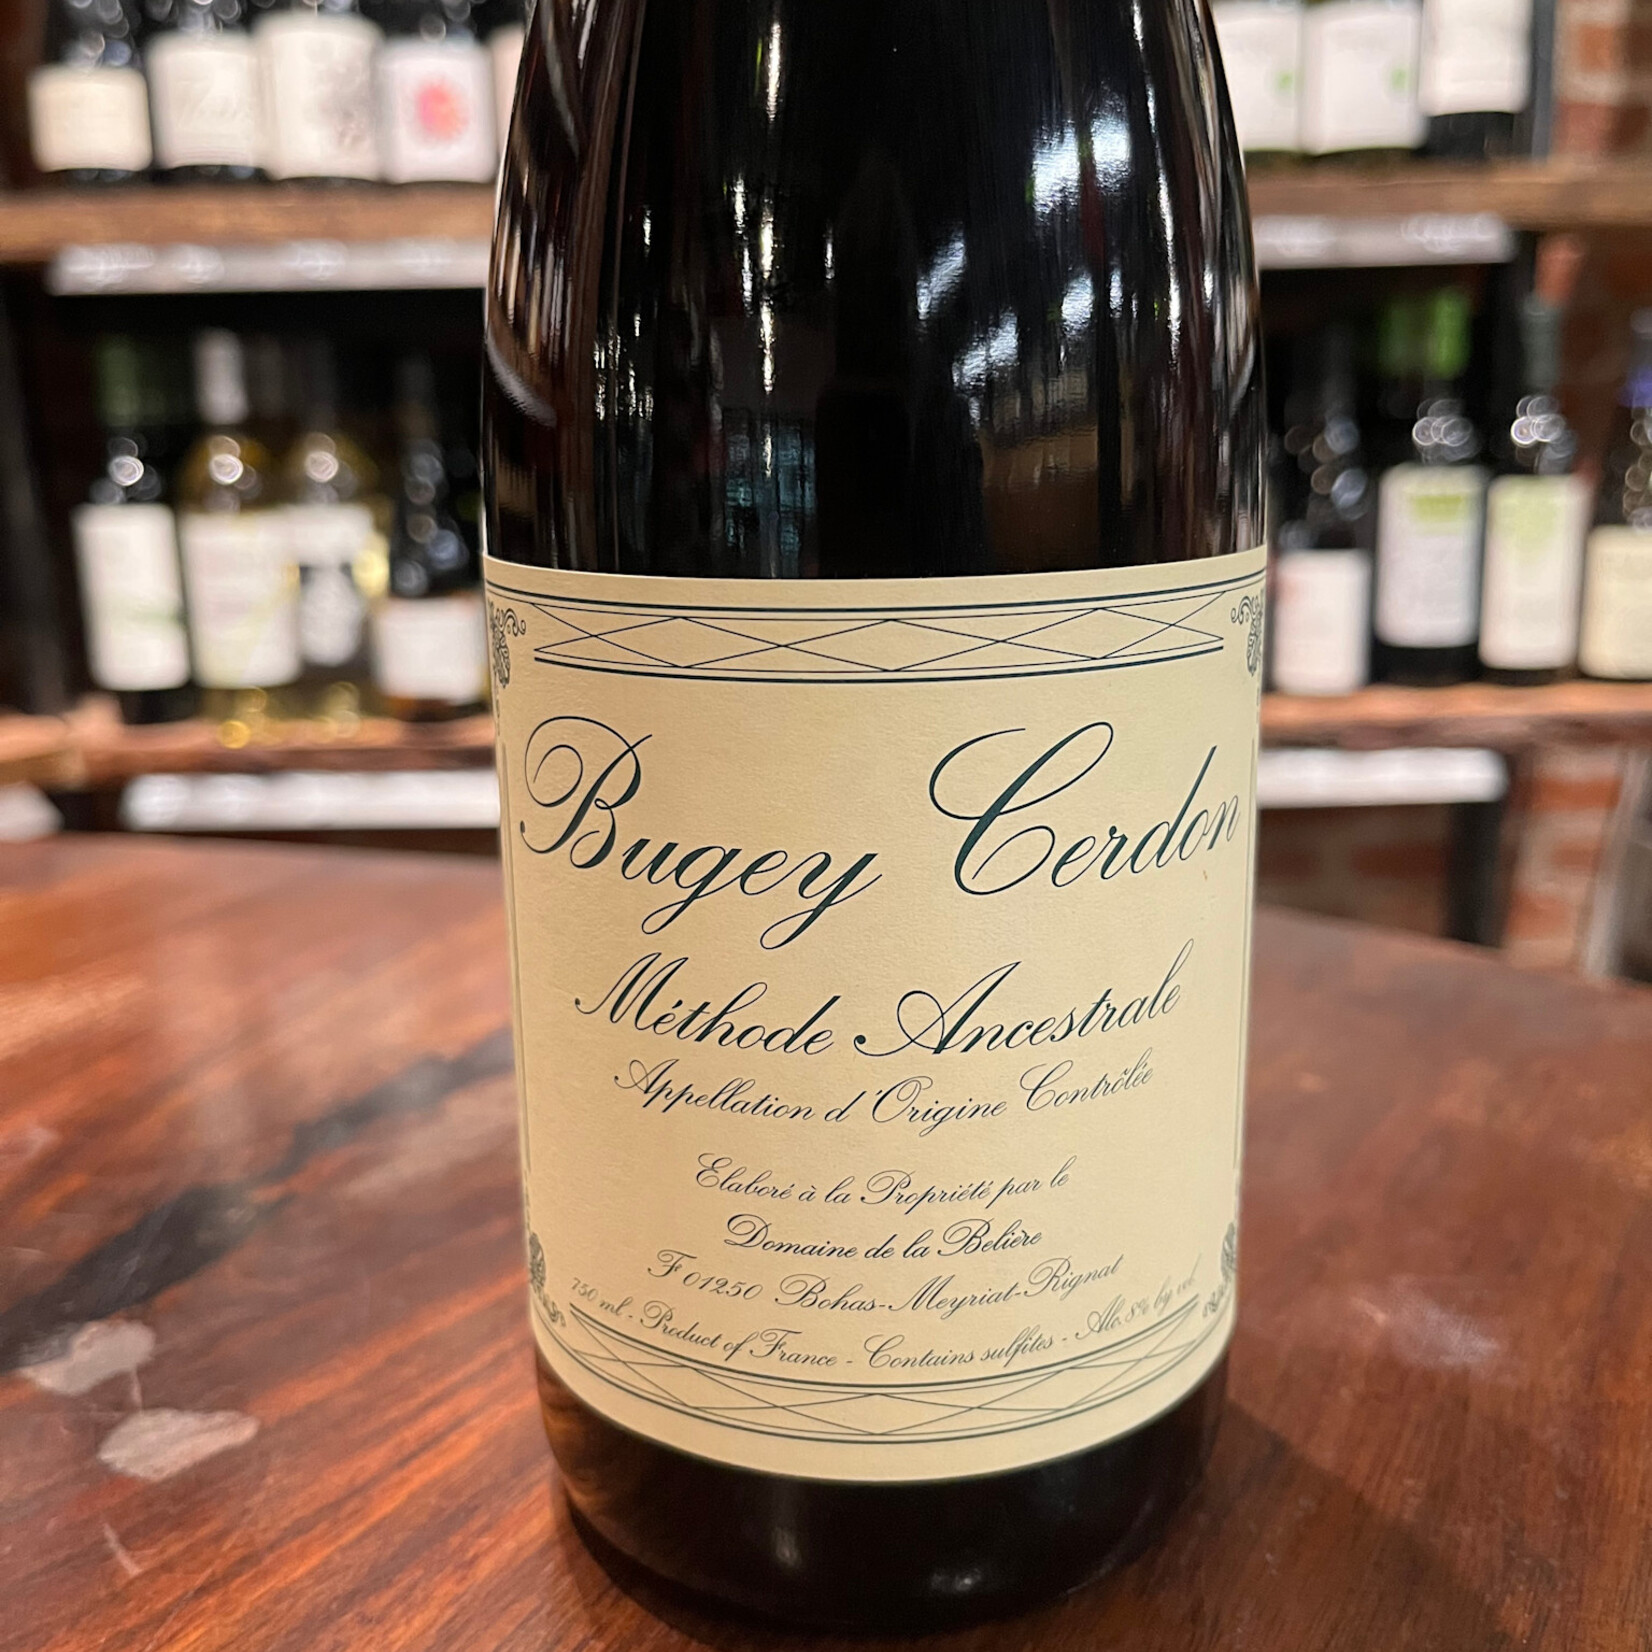 Bugey Cerdon
Méthode Ancestrale
Appellation d'Origine Contrôlée
Elaboré à la Propriété par le
Domaine de la Belière
F 01250 Bohas-Meyriat-Rignat
750 ml - Product of France - Contains sulfites - Alc. 8% by vol.